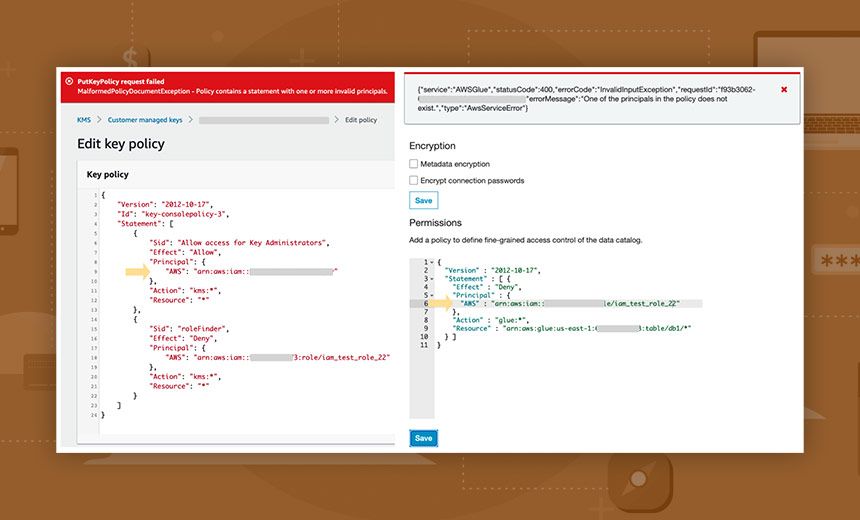 PutKeyPolicy request failed
MalformedPolicyDocumentException - Policy contains a statement with one or more invalid principals.
KMS > Customer managed keys > > Edit policy
Edit key policy
Key policy
1 {
2 "Version": "2012-10-17",
3 "Id": "key-consolepolicy-3",
4 "Statement": [
5 {
6 "Sid": "Allow access for Key Administrators",
7 "Effect": "Allow",
8 "Principal": {
9 "AWS": "arn:aws:iam:: "
10 },
11 "Action": "kms:*",
12 "Resource": "*"
13 },
14 {
15 "Sid": "roleFinder",
16 "Effect": "Deny",
17 "Principal": {
18 "AWS": "arn:aws:iam:: 3:role/iam_test_role_22"
19 },
20 "Action": "kms:*",
21 "Resource": "*"
22 }
23 ]
24 }
{"service":"AWSGlue","statusCode":400,"errorCode":"InvalidInputException","requestId":"f93b3062-
"errorMessage":"One of the principals in the policy does not
exist.","type":"AwsServiceError"}
Encryption
Metadata encryption
Encrypt connection passwords
Save
Permissions
Add a policy to define fine-grained access control of the data catalog.
1 {
2 "Version" : "2012-10-17",
3 "Statement" : [ {
4 "Effect" : "Deny",
5 "Principal" : {
6 "AWS" : "arn:aws:iam:: le/iam_test_role_22"
7 },
8 "Action" : "glue:*",
9 "Resource" : "arn:aws:glue:us-east-1: 3:table/db1/*"
10 } ]
11 }
Save
$
***